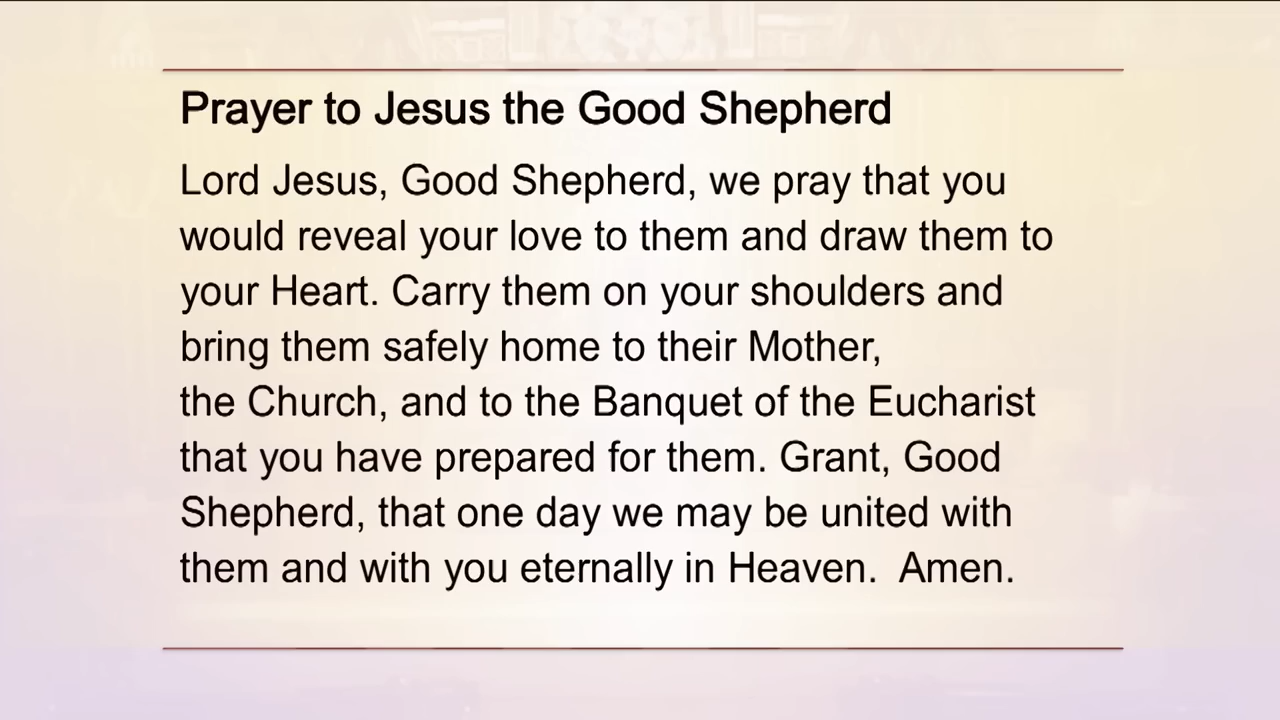 Prayer to Jesus the Good Shepherd
Lord Jesus, Good Shepherd, we pray that you
would reveal your love to them and draw them to
your Heart. Carry them on your shoulders and
bring them safely home to their Mother,
the Church, and to the Banquet of the Eucharist
that you have prepared for them. Grant, Good
Shepherd, that one day we may be united with
them and with you eternally in Heaven.  Amen.